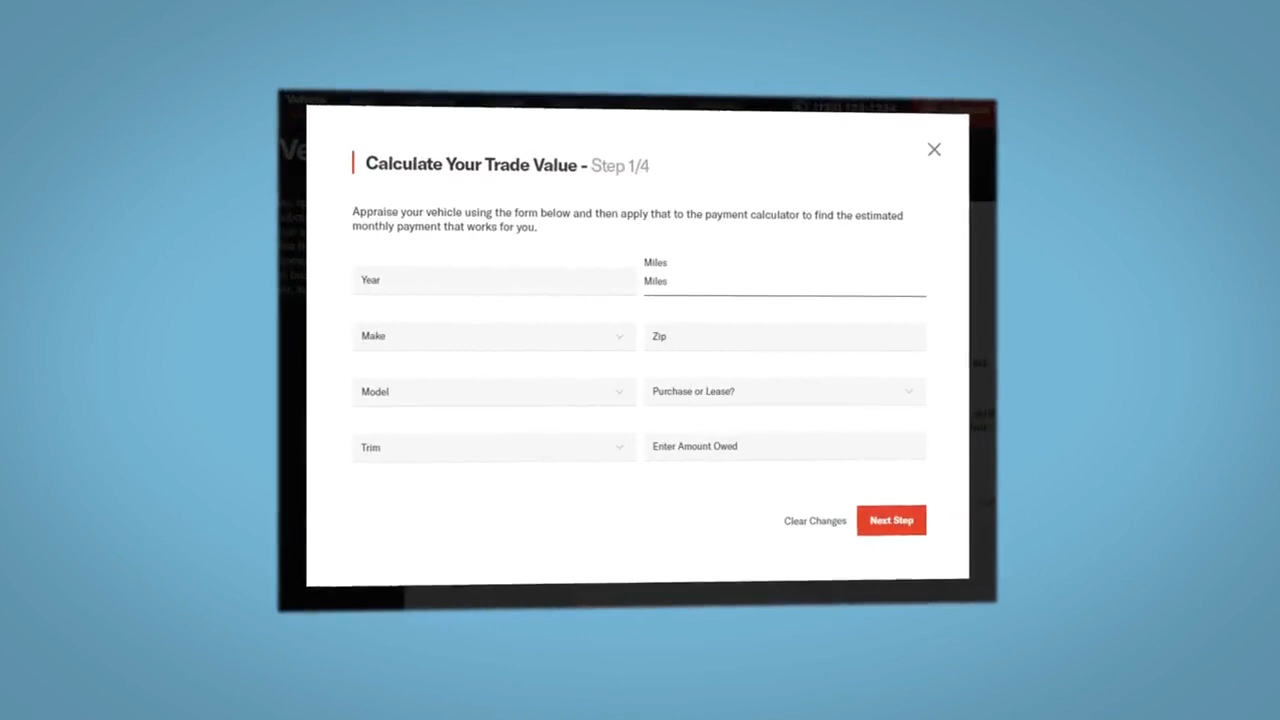 Calculate Your Trade Value - Step 1/4
Appraise your vehicle using the form below and then apply that to the payment calculator to find the estimated
monthly payment that works for you.
Miles
Year
Miles
Make
Zip
Model
Purchase or Lease?
Trim
Enter Amount Owed
Clear Changes
Next Step